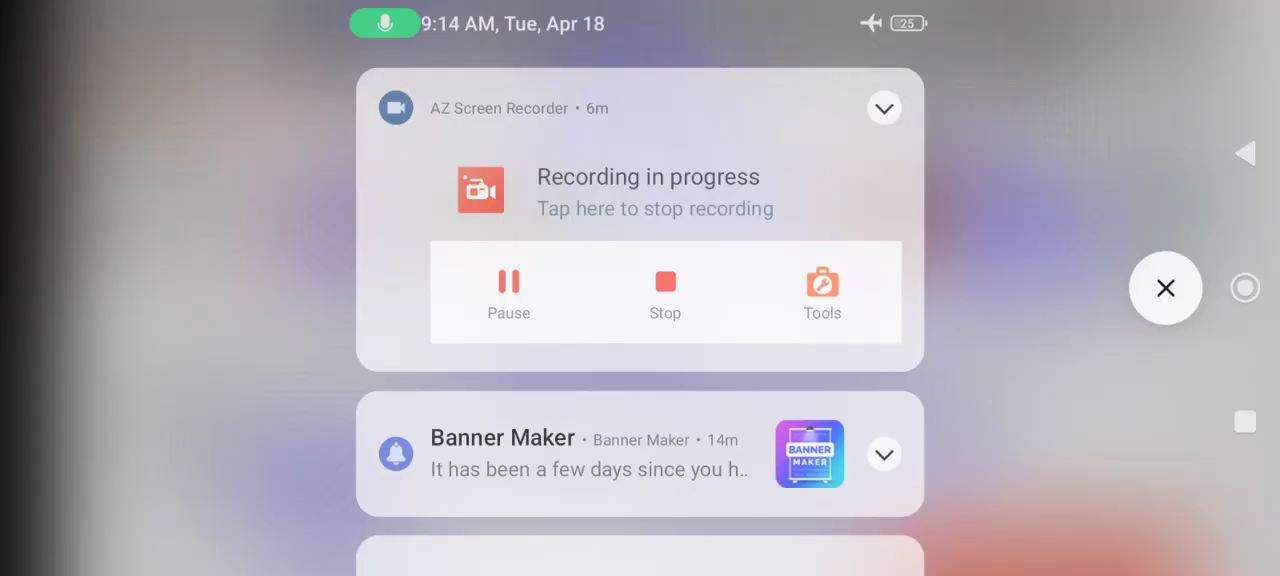 9:14 AM, Tue, Apr 18
25
AZ Screen Recorder • 6m
Recording in progress
Tap here to stop recording
Pause Stop Tools
Banner Maker • Banner Maker • 14m
It has been a few days since you h..
BANNER
MAKER